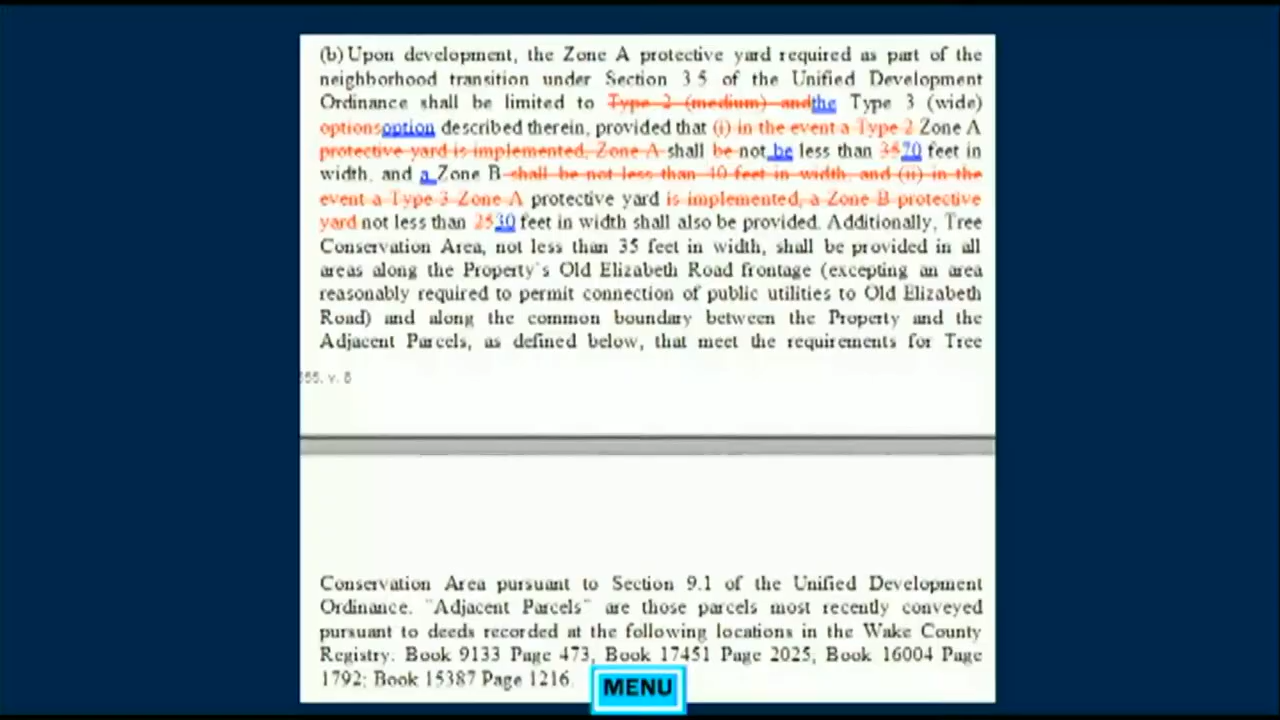 (b) Upon development, the Zone A protective yard required as part of the
neighborhood transition under Section 3.5 of the Unified Development
Ordinance shall be limited to Type 2 (medium) andthe Type 3 (wide)
optionsoption described therein, provided that (i) in the event a Type 2 Zone A
protective yard is implemented, Zone A shall be not be less than 3570 feet in
width, and a Zone B shall be not less than 10 feet in width, and (ii) in the
event a Type 3 Zone A protective yard is implemented, a Zone B protective
yard not less than 2530 feet in width shall also be provided. Additionally, Tree
Conservation Area, not less than 35 feet in width, shall be provided in all
areas along the Property's Old Elizabeth Road frontage (excepting an area
reasonably required to permit connection of public utilities to Old Elizabeth
Road) and along the common boundary between the Property and the
Adjacent Parcels, as defined below, that meet the requirements for Tree
v. 8
Conservation Area pursuant to Section 9.1 of the Unified Development
Ordinance. "Adjacent Parcels" are those parcels most recently conveyed
pursuant to deeds recorded at the following locations in the Wake County
Registry: Book 9133 Page 473; Book 17451 Page 2025; Book 16004 Page
1792; Book 15387 Page 1216.
MENU